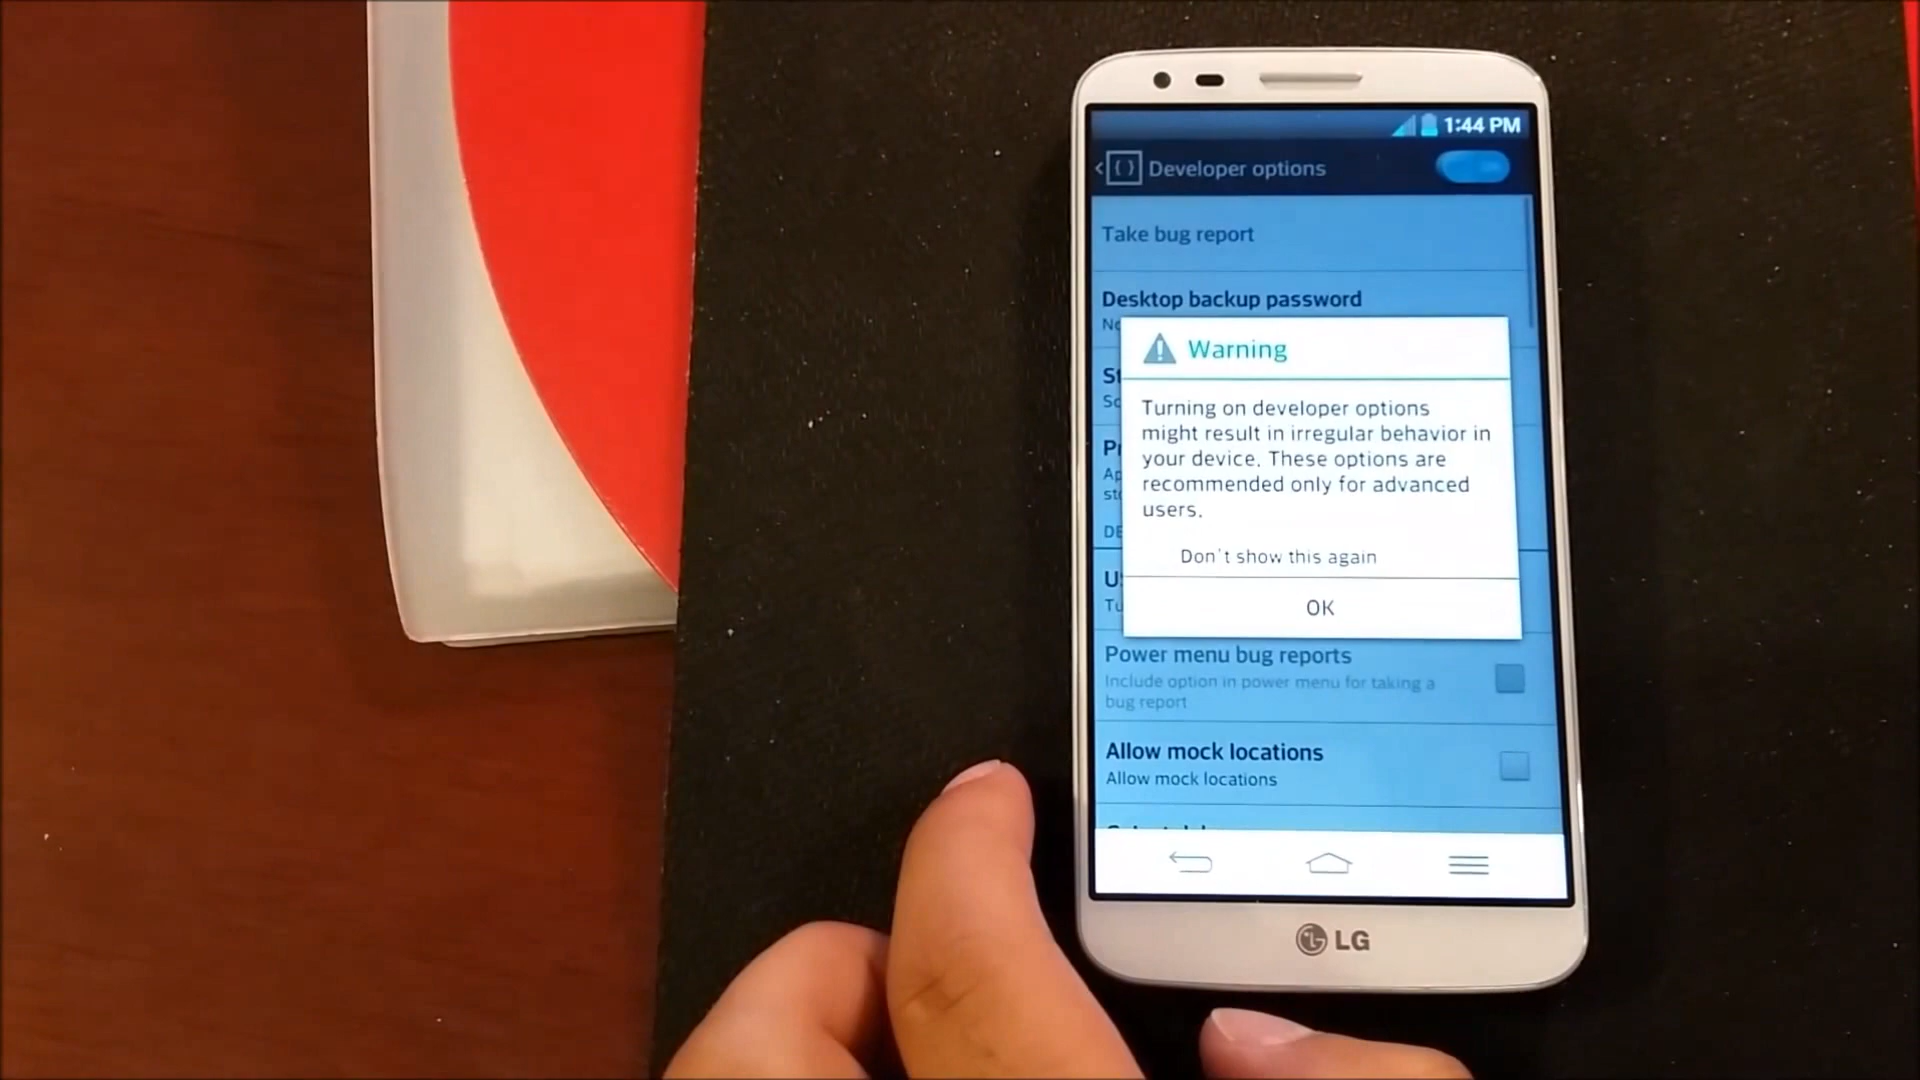 1:44 PM
Developer options
Take bug report
Desktop backup password
Warning
Turning on developer options
might result in irregular behavior in
your device. These options are
recommended only for advanced
users.
Don't show this again
OK
Power menu bug reports
Include option in power menu for taking a
bug report
Allow mock locations
Allow mock locations
LG